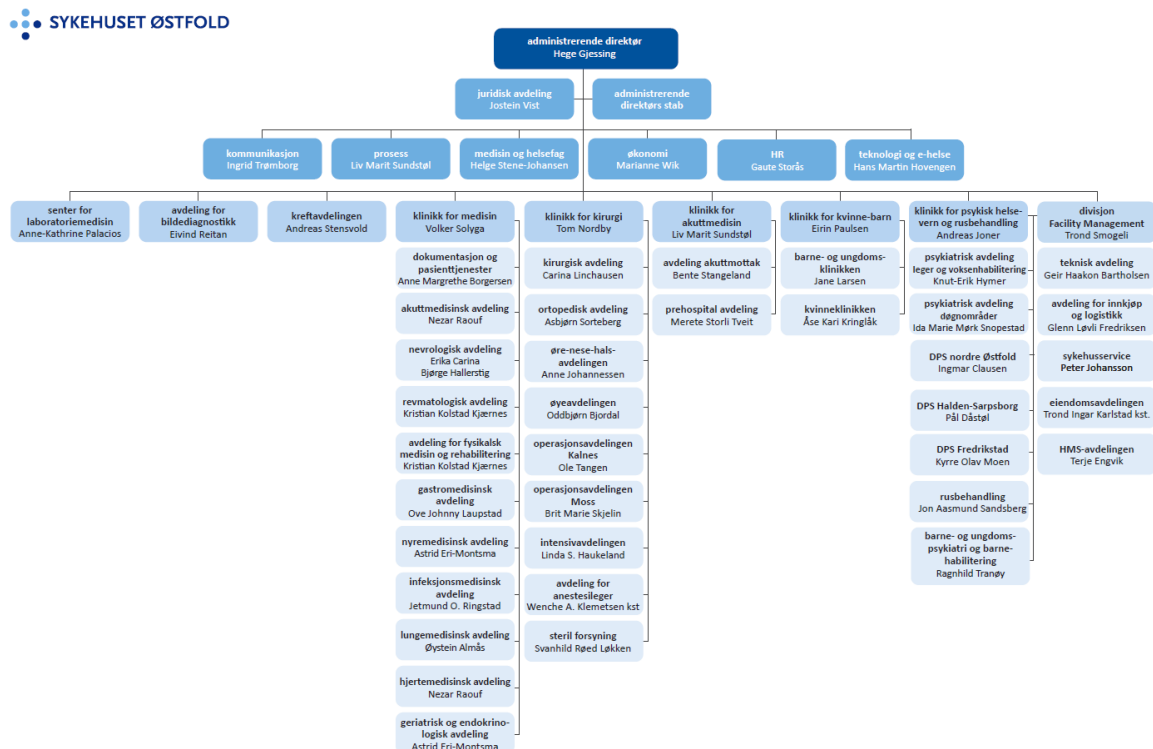 SYKEHUSET ØSTFOLD
administrerende direktør
Hege Gjessing
juridisk avdeling
Jostein Vist
administrerende
direktørs stab
kommunikasjon
Ingrid Trømborg
prosess
Liv Marit Sundstøl
medisin og helsefag
Helge Stene-Johansen
økonomi
Marianne Wik
HR
Gaute Storås
teknologi og e-helse
Hans Martin Hovengen
senter for
laboratoriemedisin
Anne-Kathrine Palacios
avdeling for
bildediagnostikk
Eivind Reitan
kreftavdelingen
Andreas Stensvold
klinikk for medisin
Volker Solyga
dokumentasjon og
pasienttjenester
Anne Margrethe Borgersen
akuttmedisinsk avdeling
Nezar Raouf
nevrologisk avdeling
Erika Carina
Bjørge Hallerstig
revmatologisk avdeling
Kristian Kolstad Kjærnes
avdeling for fysikalsk
medisin og rehabilitering
Kristian Kolstad Kjærnes
gastromedisinsk
avdeling
Ove Johnny Laupstad
nyremedisinsk avdeling
Astrid Eri-Montsma
infeksjonsmedisinsk
avdeling
Jetmund O. Ringstad
lungemedisinsk avdeling
Øystein Almås
hjertemedisinsk avdeling
Nezar Raouf
geriatrisk og endokrino-
logisk avdeling
Astrid Eri-Montsma
klinikk for kirurgi
Tom Nordby
kirurgisk avdeling
Carina Linchausen
ortopedisk avdeling
Asbjørn Sorteberg
øre-nese-hals-
avdelingen
Anne Johannessen
øyeavdelingen
Oddbjørn Bjordal
operasjonsavdelingen
Kalnes
Ole Tangen
operasjonsavdelingen
Moss
Brit Marie Skjelin
intensivavdelingen
Linda S. Haukeland
avdeling for
anestesileger
Wenche A. Klemetsen kst
steril forsyning
Svanhild Røed Løkken
klinikk for
akuttmedisin
Liv Marit Sundstøl
avdeling akuttmottak
Bente Stangeland
prehospital avdeling
Merete Storli Tveit
klinikk for kvinne-barn
Eirin Paulsen
barne- og ungdoms-
klinikken
Jane Larsen
kvinneklinikken
Åse Kari Kringlåk
klinikk for psykisk helse-
vern og rusbehandling
Andreas Joner
psykiatrisk avdeling
leger og voksenhabilitering
Knut-Erik Hymer
psykiatrisk avdeling
døgnområder
Ida Marie Mørk Snopestad
DPS nordre Østfold
Ingmar Clausen
DPS Halden-Sarpsborg
Pål Dåstøl
DPS Fredrikstad
Kyrre Olav Moen
rusbehandling
Jon Aasmund Sandsberg
barne- og ungdoms-
psykiatri og barne-
habilitering
Ragnhild Tranøy
divisjon
Facility Management
Trond Smogeli
teknisk avdeling
Geir Haakon Bartholsen
avdeling for innkjøp
og logistikk
Glenn Løvli Fredriksen
sykehusservice
Peter Johansson
eiendomsavdelingen
Trond Ingar Karlstad kst.
HMS-avdelingen
Terje Engvik